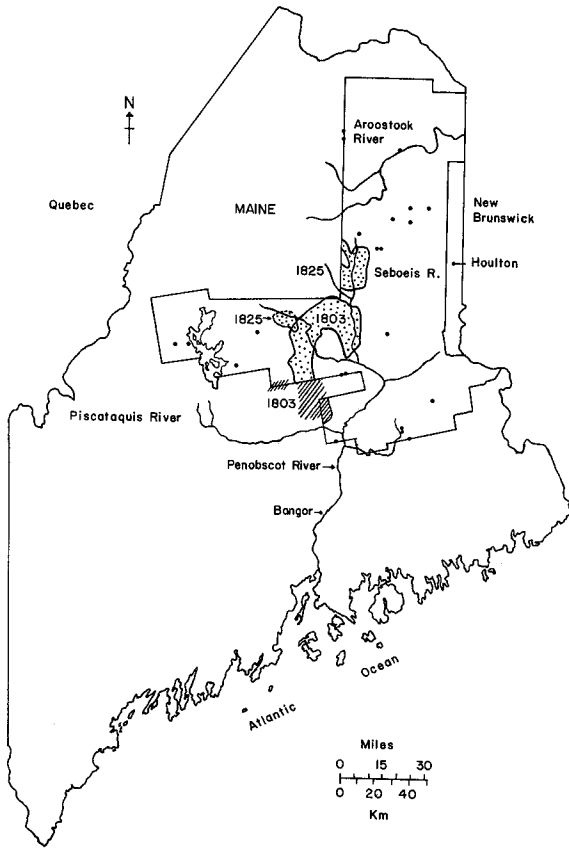 N
Aroostook
River
Quebec
MAINE
New
Brunswick
1825
Seboeis R.
Houlton
1825
1803
1803
Piscataquis River
Penobscot River
Bangor
Ocean
Atlantic
Miles
0 15 30
0 20 40
Km